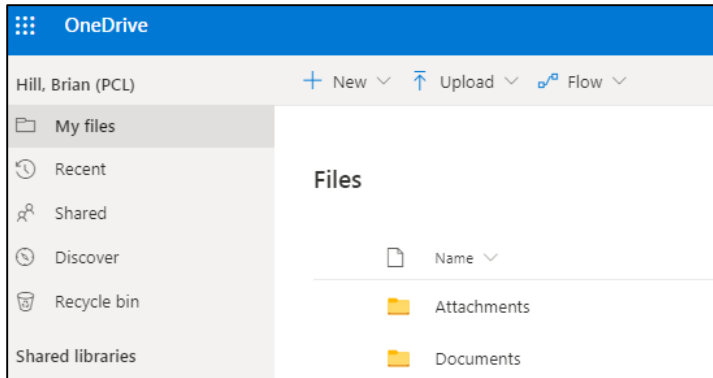 OneDrive
Hill, Brian (PCL)
My files
Recent
Shared
Discover
Recycle bin
Shared libraries
New Upload Flow
Files
Name
Attachments
Documents